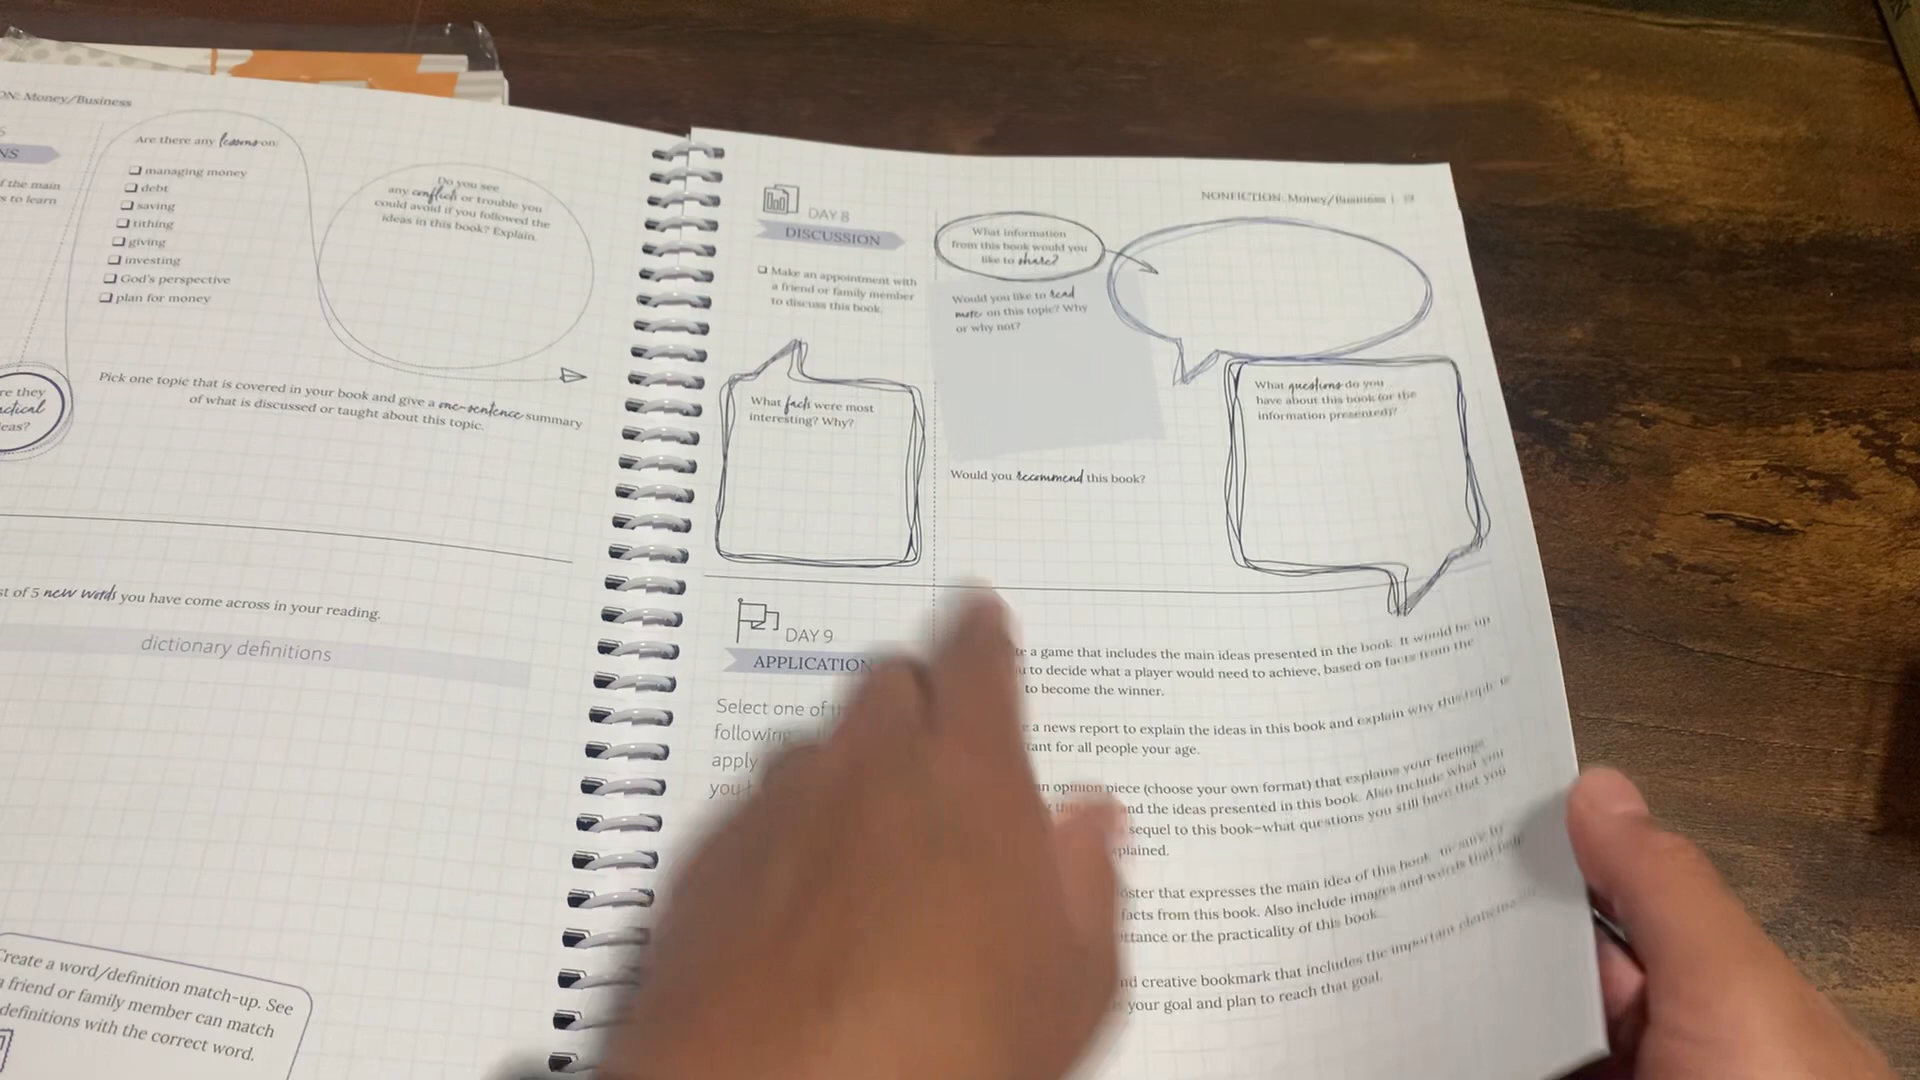 ON: Money/Business
NS
f the main
s to learn
Are there any lessons on:
managing money
debt
saving
tithing
giving
investing
God's perspective
plan for money
Do you see
any conflicts or trouble you
could avoid if you followed the
ideas in this book? Explain.
re they
actical
eas?
Pick one topic that is covered in your book and give a one-sentence summary
of what is discussed or taught about this topic.
st of 5 new words you have come across in your reading.
dictionary definitions
Create a word/definition match-up. See
a friend or family member can match
definitions with the correct word.
NONFICTION: Money/Business |
DAY 8
DISCUSSION
Make an appointment with
a friend or family member
to discuss this book.
What facts were most
interesting? Why?
What information
from this book would you
like to share?
Would you like to read
more on this topic? Why
or why not?
Would you recommend this book?
What questions do you
have about this book (or the
information presented)?
DAY 9
APPLICATION
Select one of
following
apply
you
te a game that includes the main ideas presented in the book. It would be up
u to decide what a player would need to achieve, based on facts from the
to become the winner.
e a news report to explain the ideas in this book and explain why this topic is
tant for all people your age.
n opinion piece (choose your own format) that explains your feelings
and the ideas presented in this book. Also include what you
sequel to this book—what questions you still have that you
plained.
oster that expresses the main idea of this book
facts from this book. Also include images and words that
rtance or the practicality of this book.
nd creative bookmark that includes the important
your goal and plan to reach that goal.